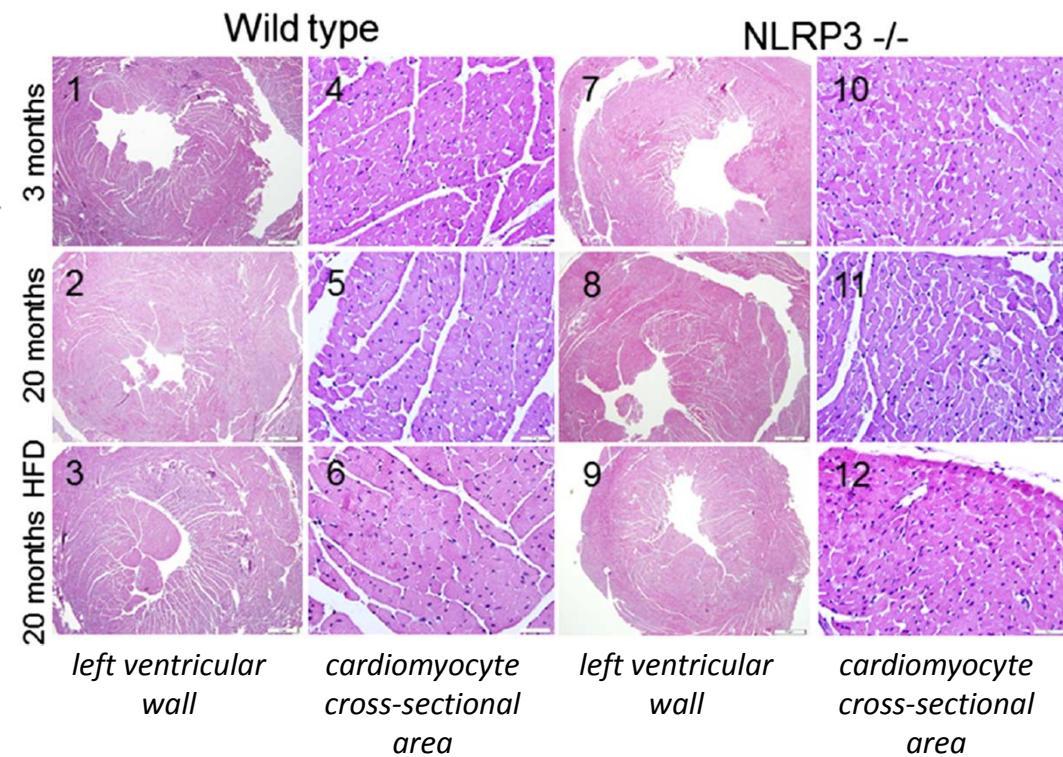 Wild type
NLRP3 -/-
3 months
1
4
7
10
20 months
2
5
8
11
20 months HFD
3
6
9
12
left ventricular
wall
cardiomyocyte
cross-sectional
area
left ventricular
wall
cardiomyocyte
cross-sectional
area